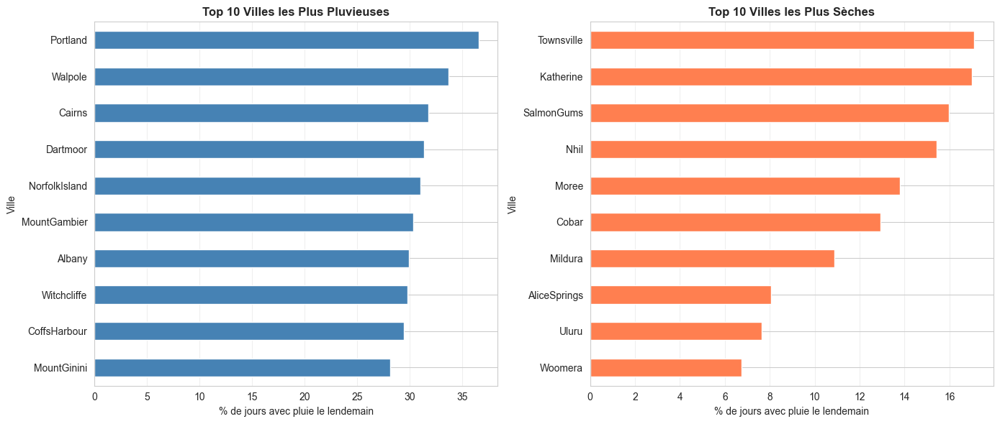 Top 10 Villes les Plus Pluvieuses
Ville
Portland
Walpole
Cairns
Dartmoor
NorfolkIsland
MountGambier
Albany
Witchcliffe
CoffsHarbour
MountGinini
0 5 10 15 20 25 30 35
% de jours avec pluie le lendemain
Top 10 Villes les Plus Sèches
Ville
Townsville
Katherine
SalmonGums
Nhil
Moree
Cobar
Mildura
AliceSprings
Uluru
Woomera
0 2 4 6 8 10 12 14 16
% de jours avec pluie le lendemain